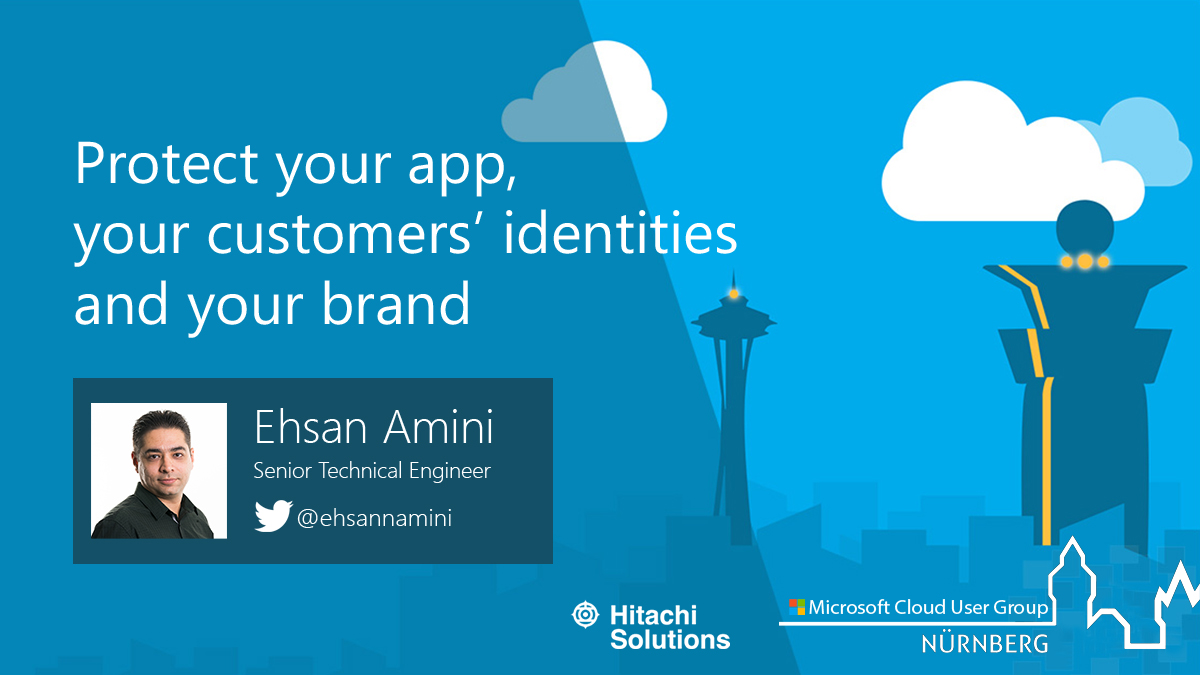 Protect your app,
your customers’ identities
and your brand
Ehsan Amini
Senior Technical Engineer
@ehsannamini
Hitachi
Solutions
Microsoft Cloud User Group
NÜRNBERG